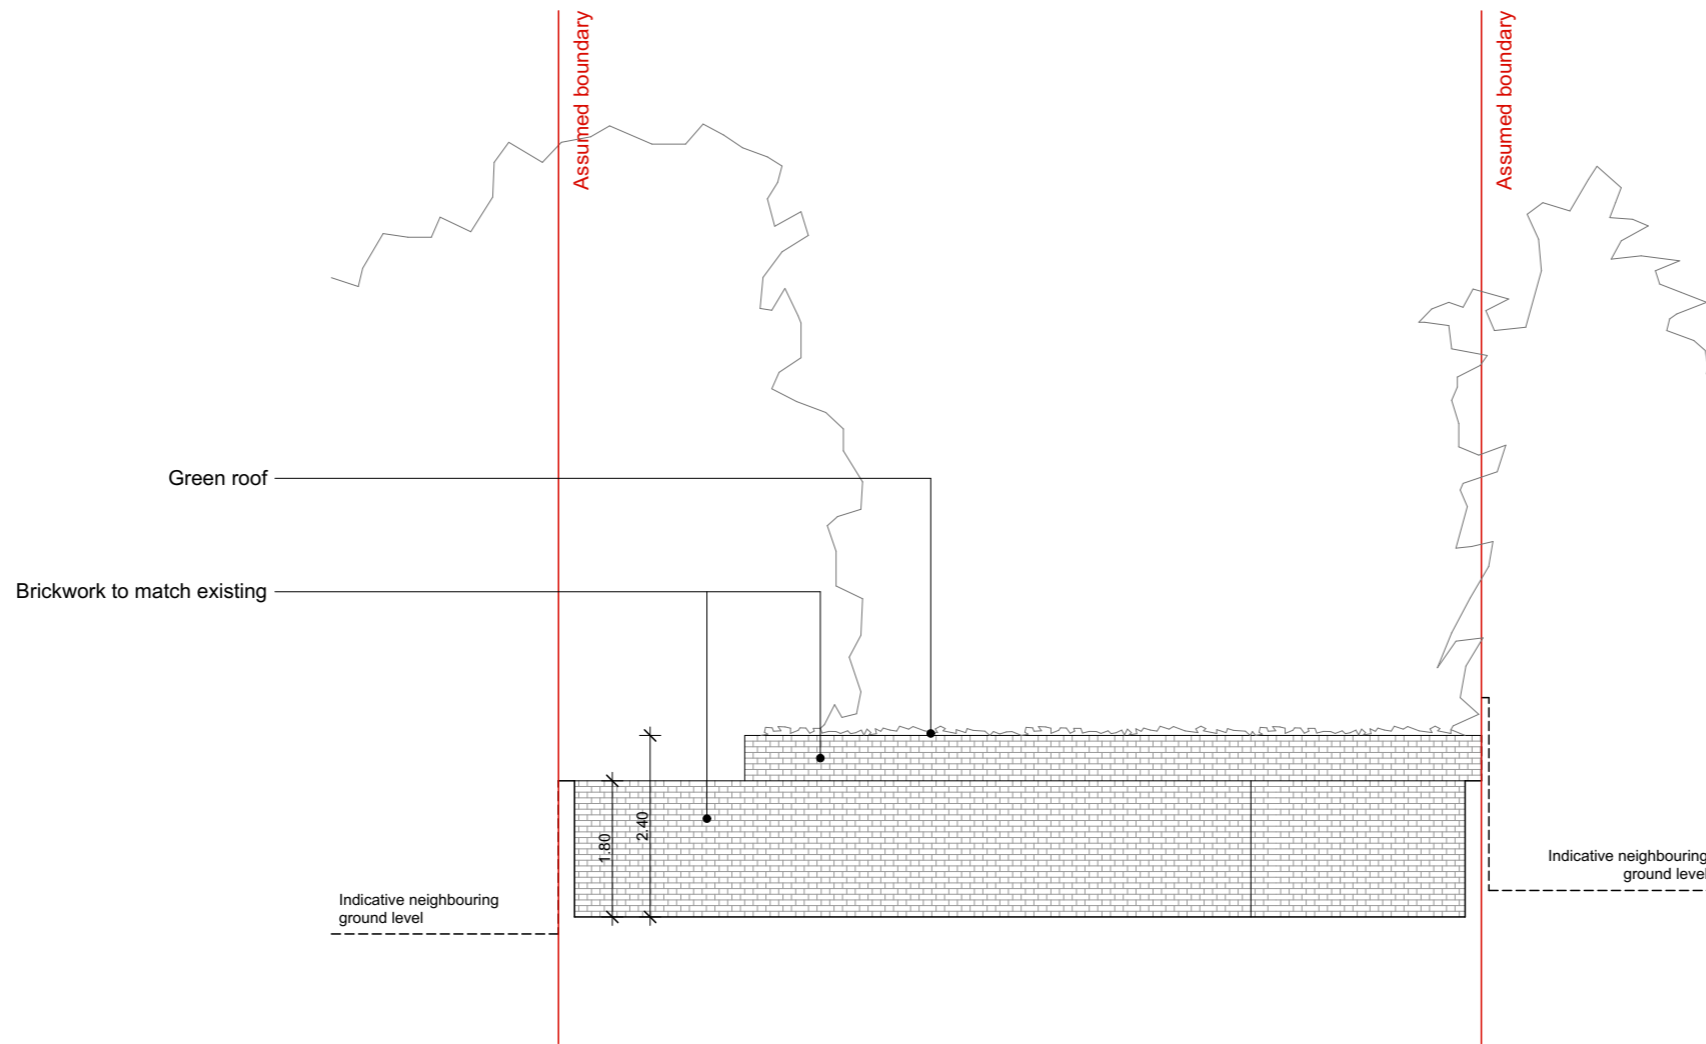 Assumed boundary
Assumed boundary
Green roof
Brickwork to match existing
1.80
2.40
Indicative neighbouring
ground level
Indicative neighbouring
ground level